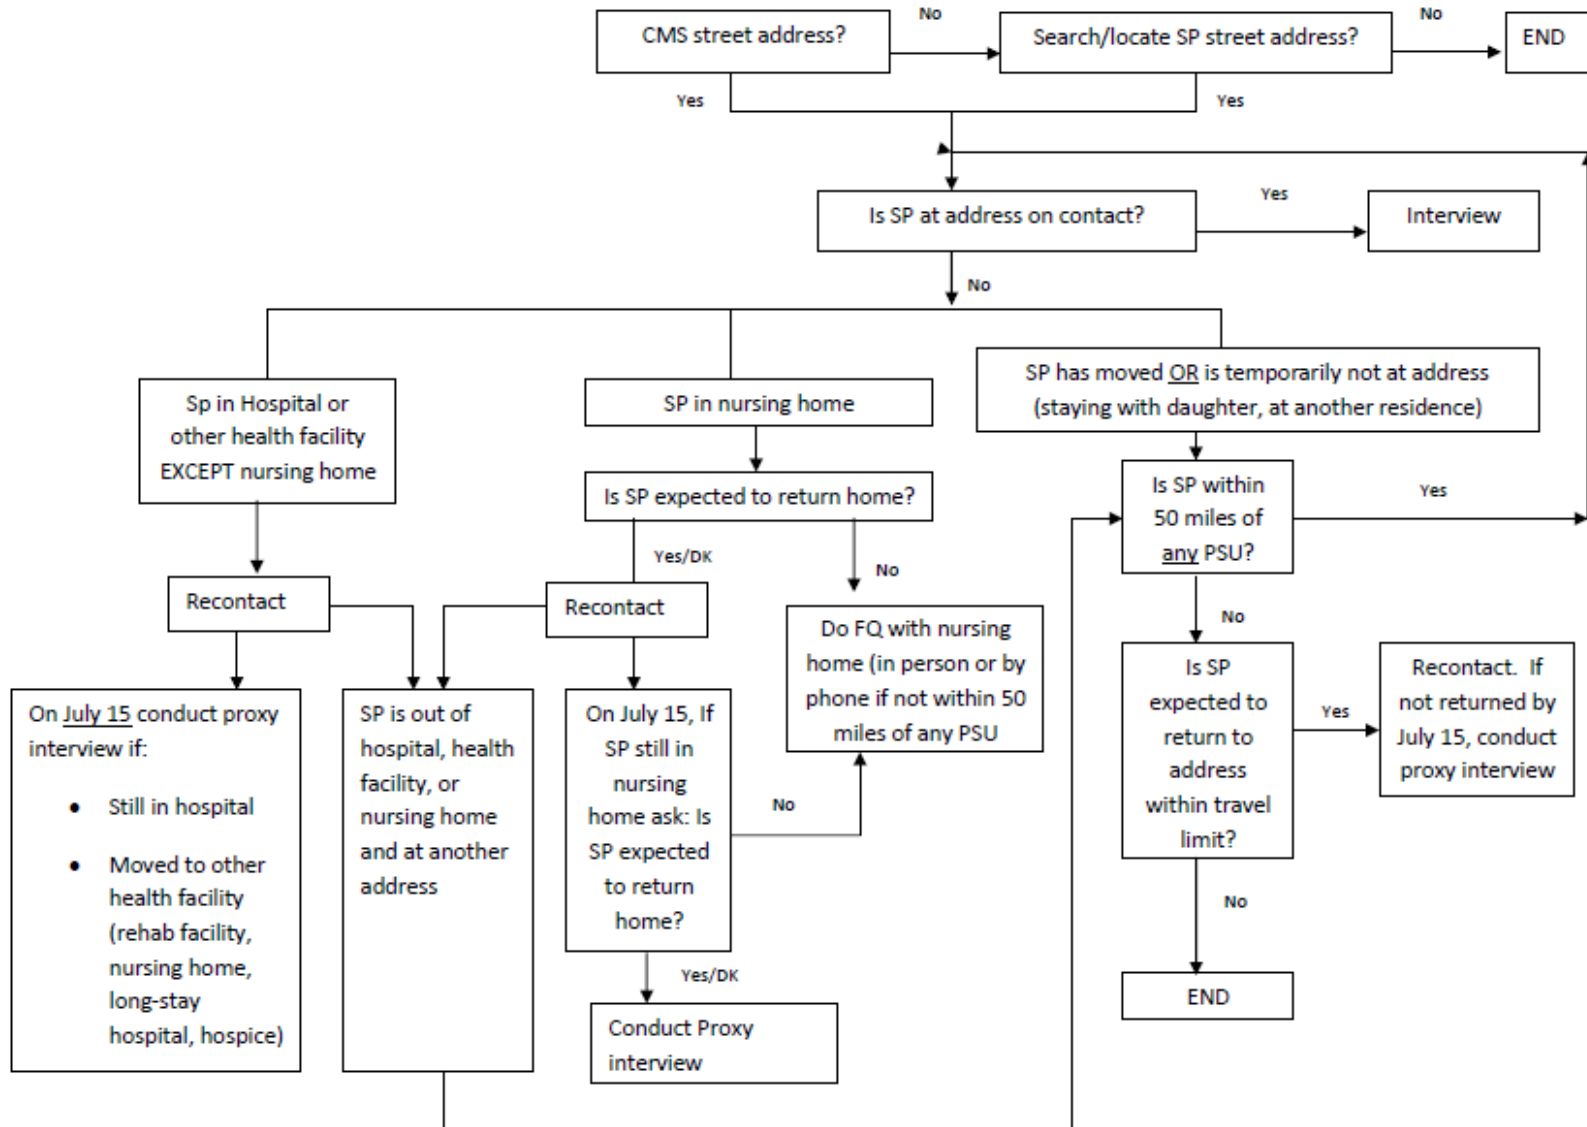 CMS street address?
No
Search/locate SP street address?
No
END
Yes
Yes
Is SP at address on contact?
Yes
Interview
No
Sp in Hospital or
other health facility
EXCEPT nursing home
SP in nursing home
SP has moved OR is temporarily not at address
(staying with daughter, at another residence)
Is SP expected to return home?
Is SP within
50 miles of
any PSU?
Yes
Yes/DK
No
Recontact
Recontact
Do FQ with nursing
home (in person or by
phone if not within 50
miles of any PSU
No
Is SP
expected to
return to
address
within travel
limit?
Yes
Recontact.  If
not returned by
July 15, conduct
proxy interview
On July 15 conduct proxy
interview if:
• Still in hospital
• Moved to other
health facility
(rehab facility,
nursing home,
long-stay
hospital, hospice)
SP is out of
hospital, health
facility, or
nursing home
and at another
address
On July 15, If
SP still in
nursing
home ask: Is
SP expected
to return
home?
No
No
Yes/DK
Conduct Proxy
interview
END